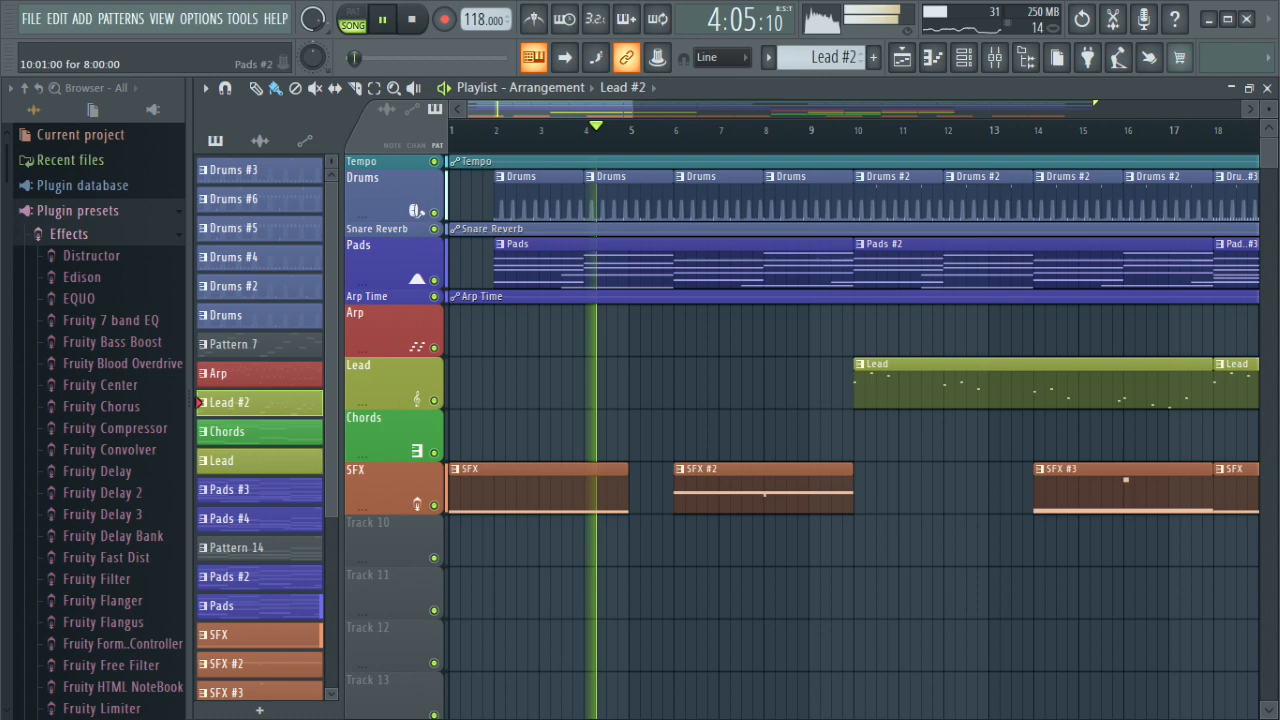 FILE EDIT ADD PATTERNS VIEW OPTIONS TOOLS HELP
PAT
SONG
118.000
3.2.
4:05:10
B:S:T
31
250 MB
14
10:01:00 for 8:00:00
Pads #2
Line
Lead #2
Browser - All
Playlist - Arrangement
Lead #2
Current project
Recent files
Plugin database
Plugin presets
Effects
Distructor
Edison
EQUO
Fruity 7 band EQ
Fruity Bass Boost
Fruity Blood Overdrive
Fruity Center
Fruity Chorus
Fruity Compressor
Fruity Convolver
Fruity Delay
Fruity Delay 2
Fruity Delay 3
Fruity Delay Bank
Fruity Fast Dist
Fruity Filter
Fruity Flanger
Fruity Flangus
Fruity Form..Controller
Fruity Free Filter
Fruity HTML NoteBook
Fruity Limiter
Drums #3
Drums #6
Drums #5
Drums #4
Drums #2
Drums
Pattern 7
Arp
Lead #2
Chords
Lead
Pads #3
Pads #4
Pattern 14
Pads #2
Pads
SFX
SFX #2
SFX #3
NOTE CHAN PAT
1 2 3 4 5 6 7 8 9 10 11 12 13 14 15 16 17 18
Tempo
Tempo
Drums
Drums Drums Drums Drums Drums #2 Drums #2 Drums #2 Drums #2 Dru..#3
Snare Reverb
Snare Reverb
Pads
Pads Pads #2 Pad..#3
Arp Time
Arp Time
Arp
Lead
Lead Lead
Chords
SFX
SFX SFX #2 SFX #3 SFX
Track 10
Track 11
Track 12
Track 13